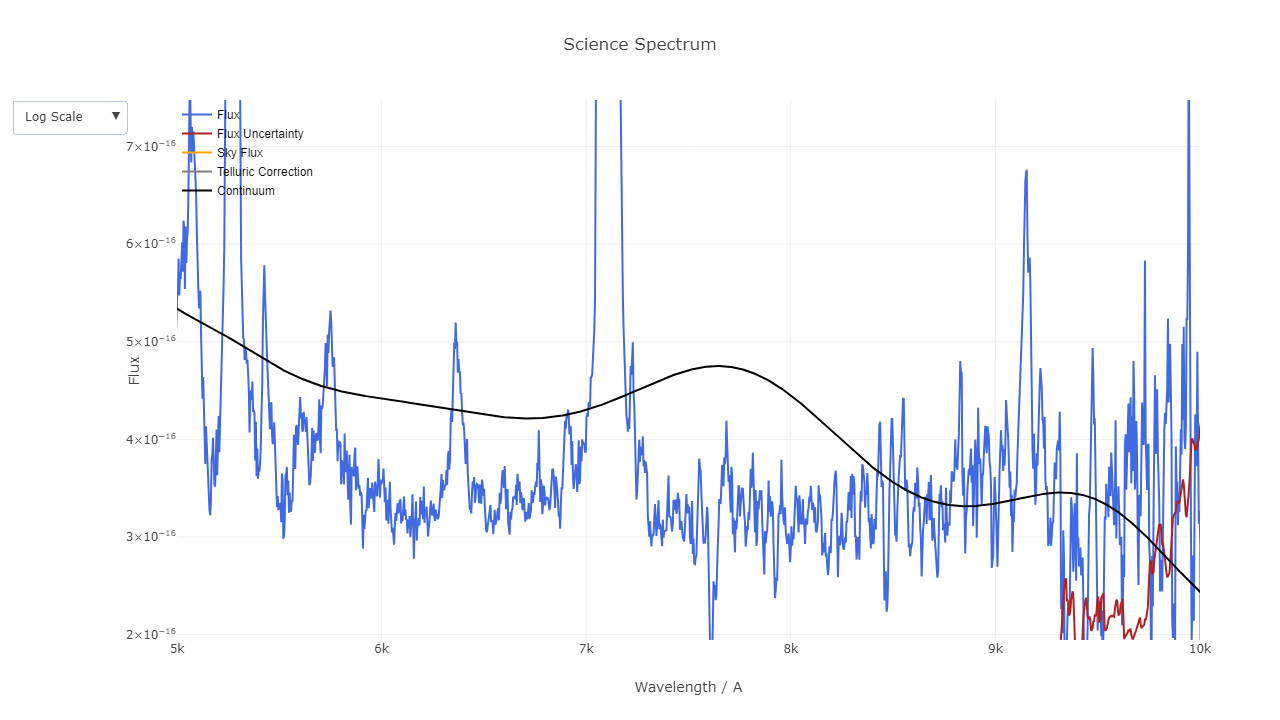 Science Spectrum
Log Scale ▼
Flux
Flux Uncertainty
Sky Flux
Telluric Correction
Continuum
7×10⁻¹⁶
6×10⁻¹⁶
5×10⁻¹⁶
4×10⁻¹⁶
3×10⁻¹⁶
2×10⁻¹⁶
Flux
5k 6k 7k 8k 9k 10k
Wavelength / A